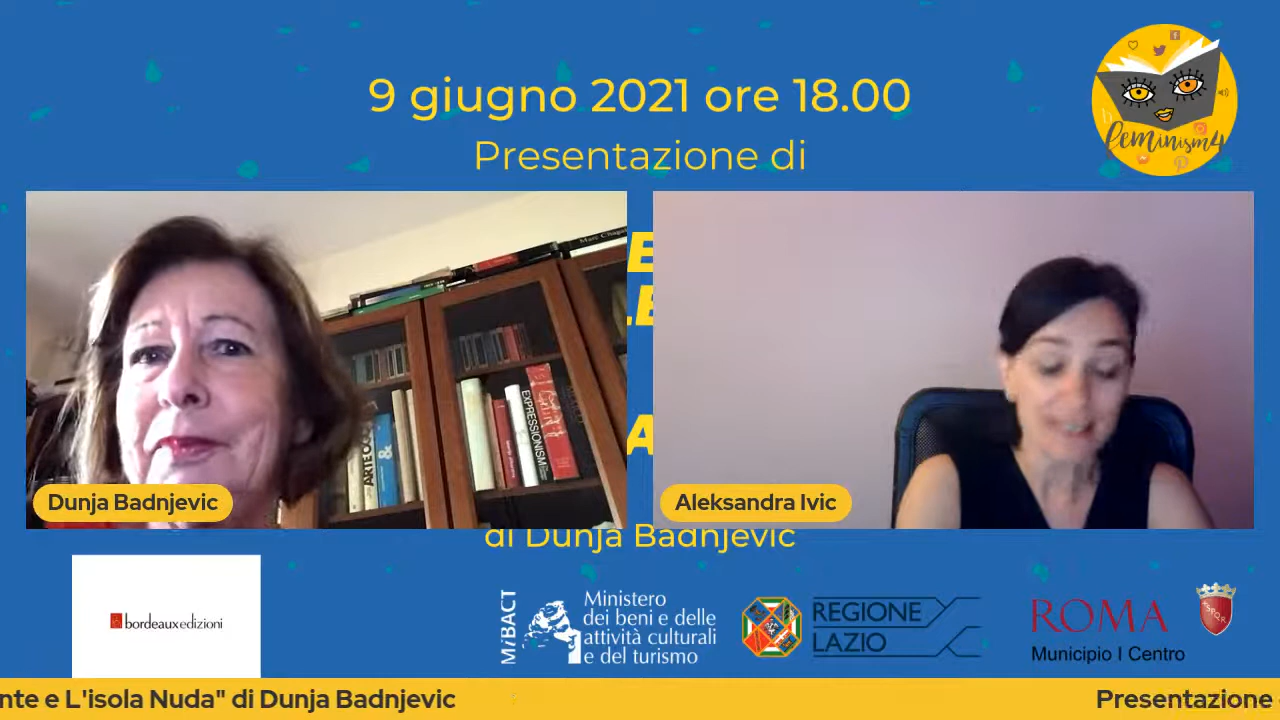 9 giugno 2021 ore 18.00
Presentazione di
feminism4
EXPRESSIONISM
Dunja Badnjevic
Aleksandra Ivic
di Dunja Badnjevic
bordeauxedizioni
MiBACT
Ministero
dei beni e delle
attività culturali
e del turismo
REGIONE
LAZIO
ROMA
Municipio I Centro
SPQR
nte e L'isola Nuda" di Dunja Badnjevic
Presentazione